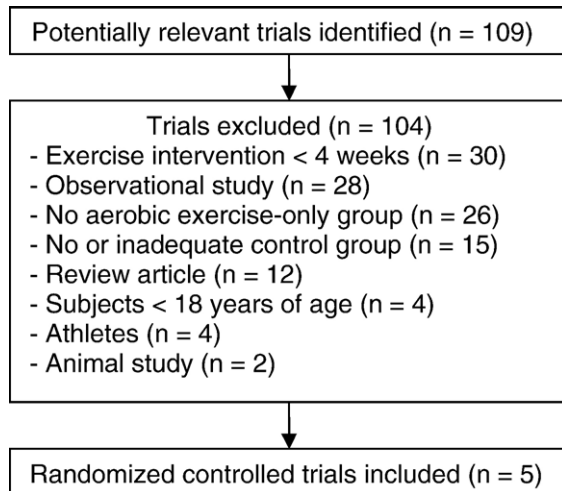 Potentially relevant trials identified (n = 109)
Trials excluded (n = 104)
- Exercise intervention < 4 weeks (n = 30)
- Observational study (n = 28)
- No aerobic exercise-only group (n = 26)
- No or inadequate control group (n = 15)
- Review article (n = 12)
- Subjects < 18 years of age (n = 4)
- Athletes (n = 4)
- Animal study (n = 2)
Randomized controlled trials included (n = 5)